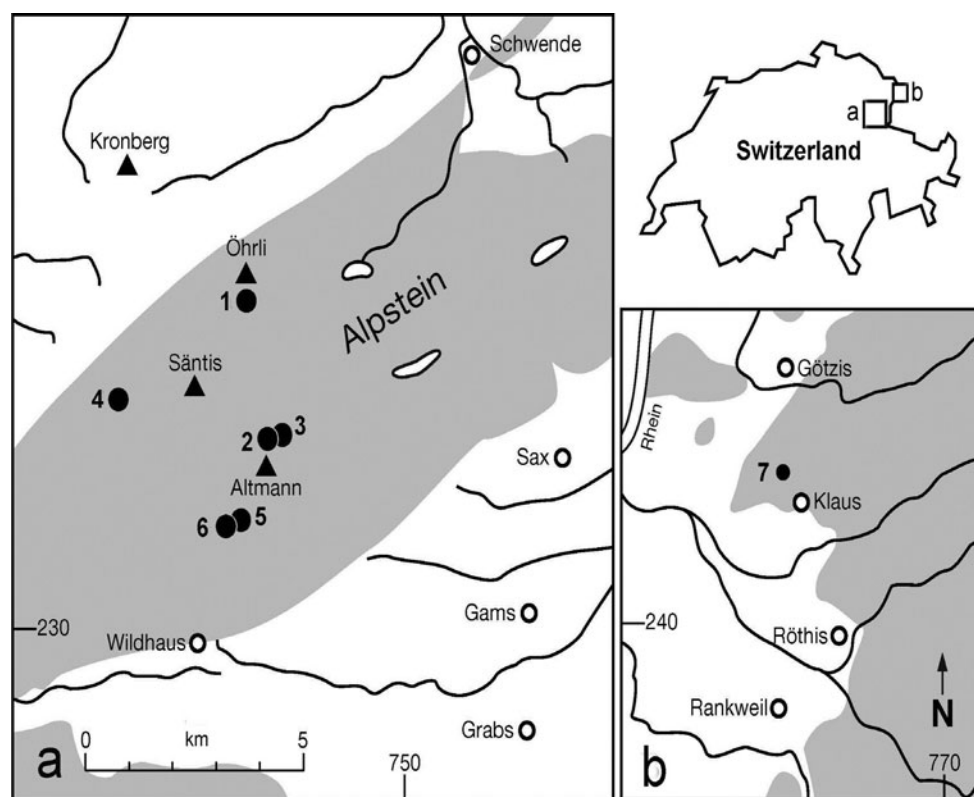 Schwende
Kronberg
Öhrli
1
Alpstein
Säntis
4
2
3
Altmann
Sax
6
5
Gams
230
Wildhaus
Grabs
0
km
5
a
750
a
b
Switzerland
Götzis
Rhein
7
Klaus
240
Röthis
Rankweil
N
b
770